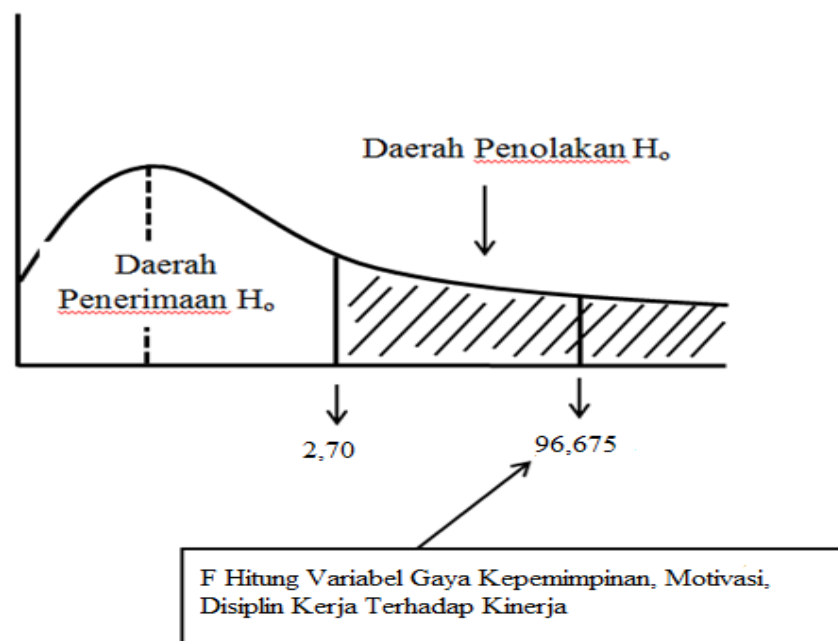 Daerah Penolakan Hₒ
Daerah
Penerimaan Hₒ
2,70
96,675
F Hitung Variabel Gaya Kepemimpinan, Motivasi,
Disiplin Kerja Terhadap Kinerja